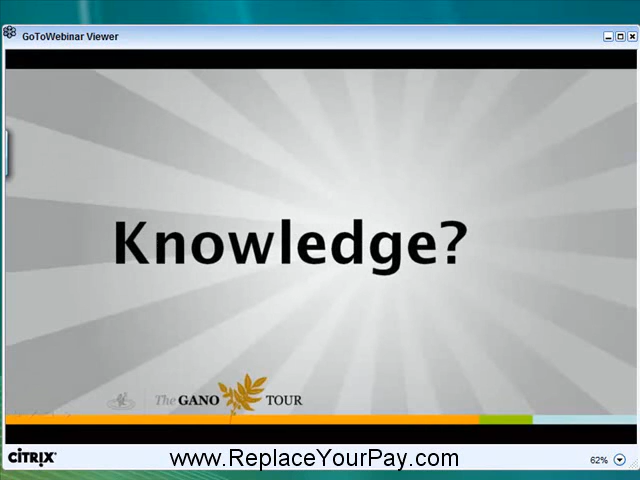 GoToWebinar Viewer
Knowledge?
The GANO TOUR
CITRIX
www.ReplaceYourPay.com
62%